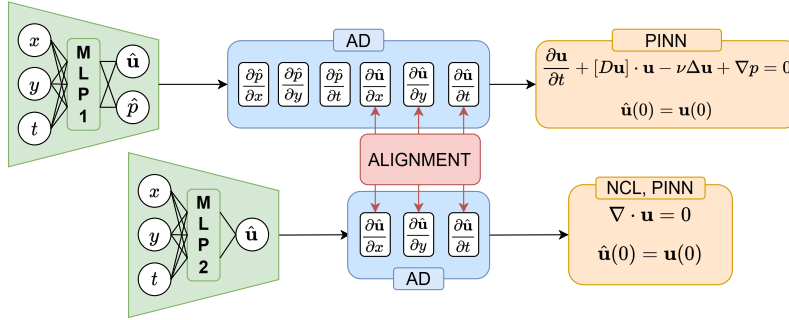 x
y
t
M
L
P
1
û
p̂
AD
∂p̂/∂x ∂p̂/∂y ∂p̂/∂t ∂û/∂x ∂û/∂y ∂û/∂t
PINN
∂u/∂t + [Du] · u − νΔu + ∇p = 0
û(0) = u(0)
ALIGNMENT
x
y
t
M
L
P
2
û
∂û/∂x ∂û/∂y ∂û/∂t
AD
NCL, PINN
∇ · u = 0
û(0) = u(0)